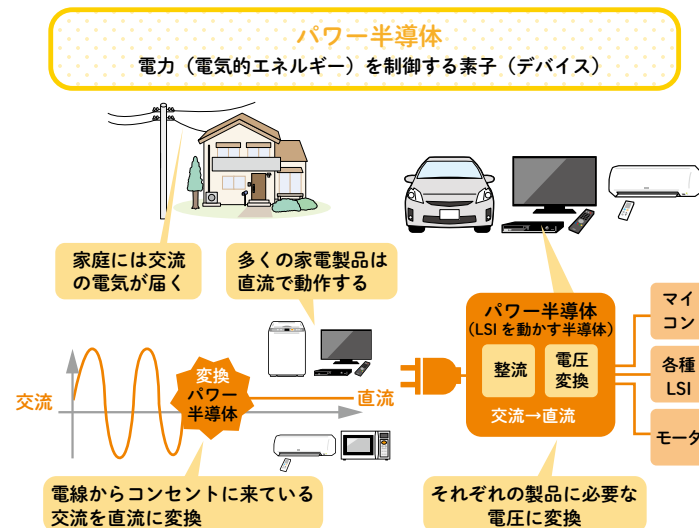 パワー半導体
電力（電気的エネルギー）を制御する素子（デバイス）
家庭には交流
の電気が届く
多くの家電製品は
直流で動作する
交流
変換
パワー
半導体
直流
電線からコンセントに来ている
交流を直流に変換
パワー半導体
(LSIを動かす半導体)
整流
電圧
変換
交流→直流
マイ
コン
各種
LSI
モータ
それぞれの製品に必要な
電圧に変換